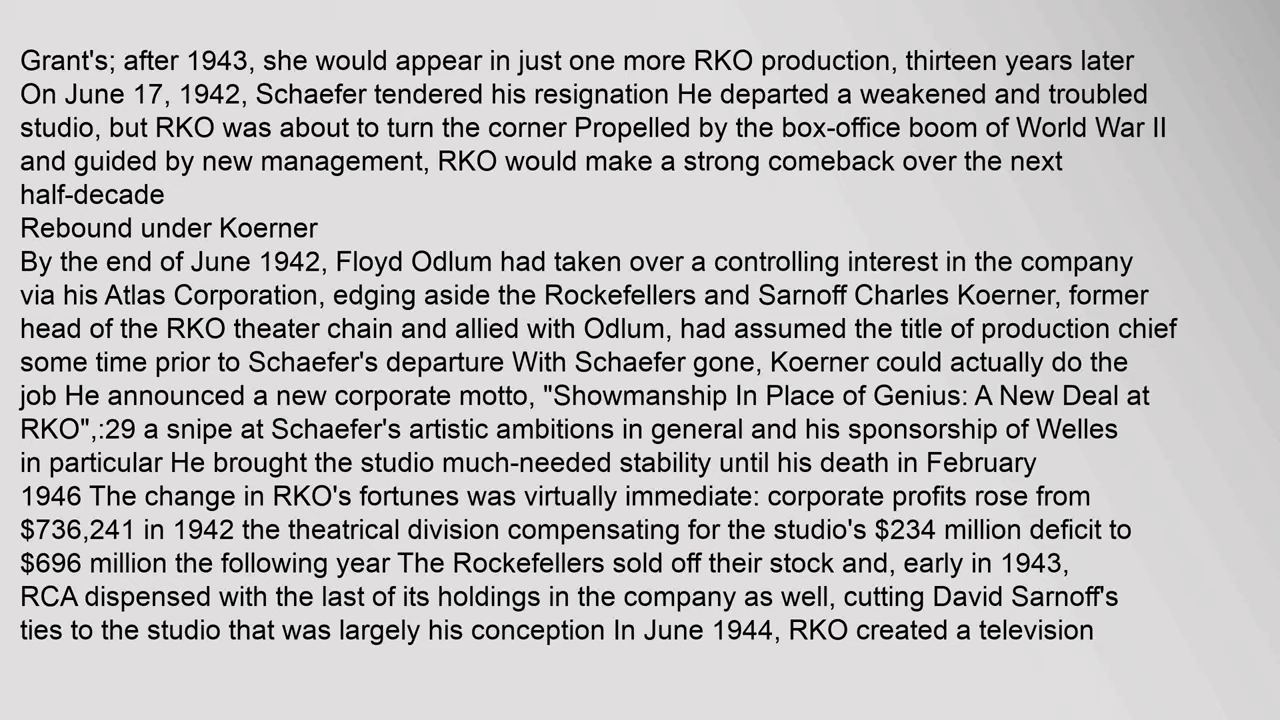 Grant's; after 1943, she would appear in just one more RKO production, thirteen years later
On June 17, 1942, Schaefer tendered his resignation He departed a weakened and troubled
studio, but RKO was about to turn the corner Propelled by the box-office boom of World War II
and guided by new management, RKO would make a strong comeback over the next
half-decade
Rebound under Koerner
By the end of June 1942, Floyd Odlum had taken over a controlling interest in the company
via his Atlas Corporation, edging aside the Rockefellers and Sarnoff Charles Koerner, former
head of the RKO theater chain and allied with Odlum, had assumed the title of production chief
some time prior to Schaefer's departure With Schaefer gone, Koerner could actually do the
job He announced a new corporate motto, "Showmanship In Place of Genius: A New Deal at
RKO",:29 a snipe at Schaefer's artistic ambitions in general and his sponsorship of Welles
in particular He brought the studio much-needed stability until his death in February
1946 The change in RKO's fortunes was virtually immediate: corporate profits rose from
$736,241 in 1942 the theatrical division compensating for the studio's $234 million deficit to
$696 million the following year The Rockefellers sold off their stock and, early in 1943,
RCA dispensed with the last of its holdings in the company as well, cutting David Sarnoff's
ties to the studio that was largely his conception In June 1944, RKO created a television